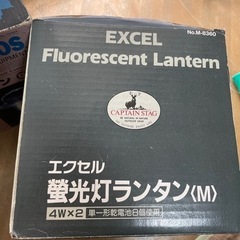 No.M-8360
EXCEL
Fluorescent Lantern
CAPTAIN STAG
エクセル
螢光灯ランタン〈M〉
4W×2 単一形乾電池8個使用